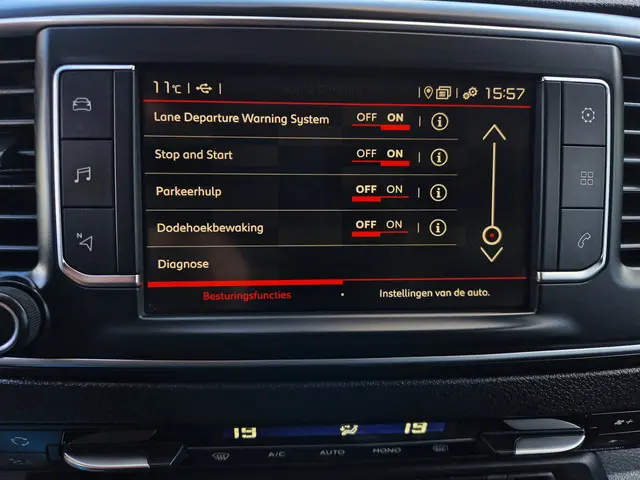 11°C
15:57
Lane Departure Warning System OFF ON
Stop and Start OFF ON
Parkeerhulp OFF ON
Dodehoekbewaking OFF ON
Diagnose
Besturingsfuncties
Instellingen van de auto.
N
19 19
A/C AUTO MONO